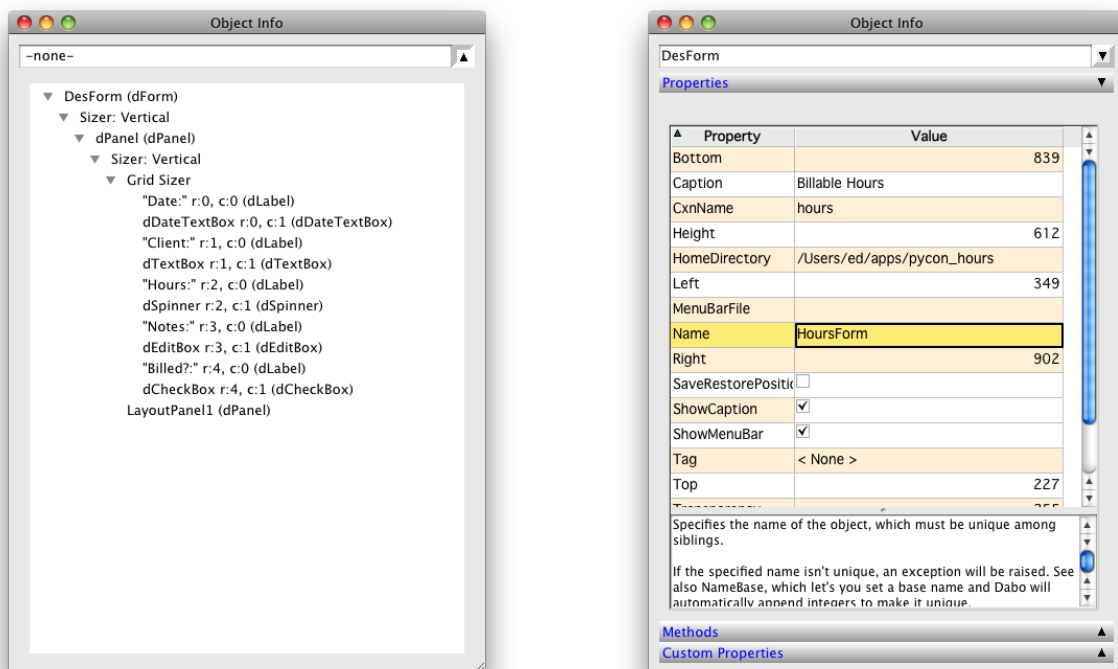 Object Info
-none-
DesForm (dForm)
Sizer: Vertical
dPanel (dPanel)
Sizer: Vertical
Grid Sizer
"Date:" r:0, c:0 (dLabel)
dDateTextBox r:0, c:1 (dDateTextBox)
"Client:" r:1, c:0 (dLabel)
dTextBox r:1, c:1 (dTextBox)
"Hours:" r:2, c:0 (dLabel)
dSpinner r:2, c:1 (dSpinner)
"Notes:" r:3, c:0 (dLabel)
dEditBox r:3, c:1 (dEditBox)
"Billed?:" r:4, c:0 (dLabel)
dCheckBox r:4, c:1 (dCheckBox)
LayoutPanel1 (dPanel)
Object Info
DesForm
Properties
Property Value
Bottom 839
Caption Billable Hours
CxnName hours
Height 612
HomeDirectory /Users/ed/apps/pycon_hours
Left 349
MenuBarFile
Name HoursForm
Right 902
SaveRestorePositic
ShowCaption
ShowMenuBar
Tag < None >
Top 227
Specifies the name of the object, which must be unique among
siblings.
If the specified name isn't unique, an exception will be raised. See
also NameBase, which let's you set a base name and Dabo will
automatically append integers to make it unique.
Methods
Custom Properties